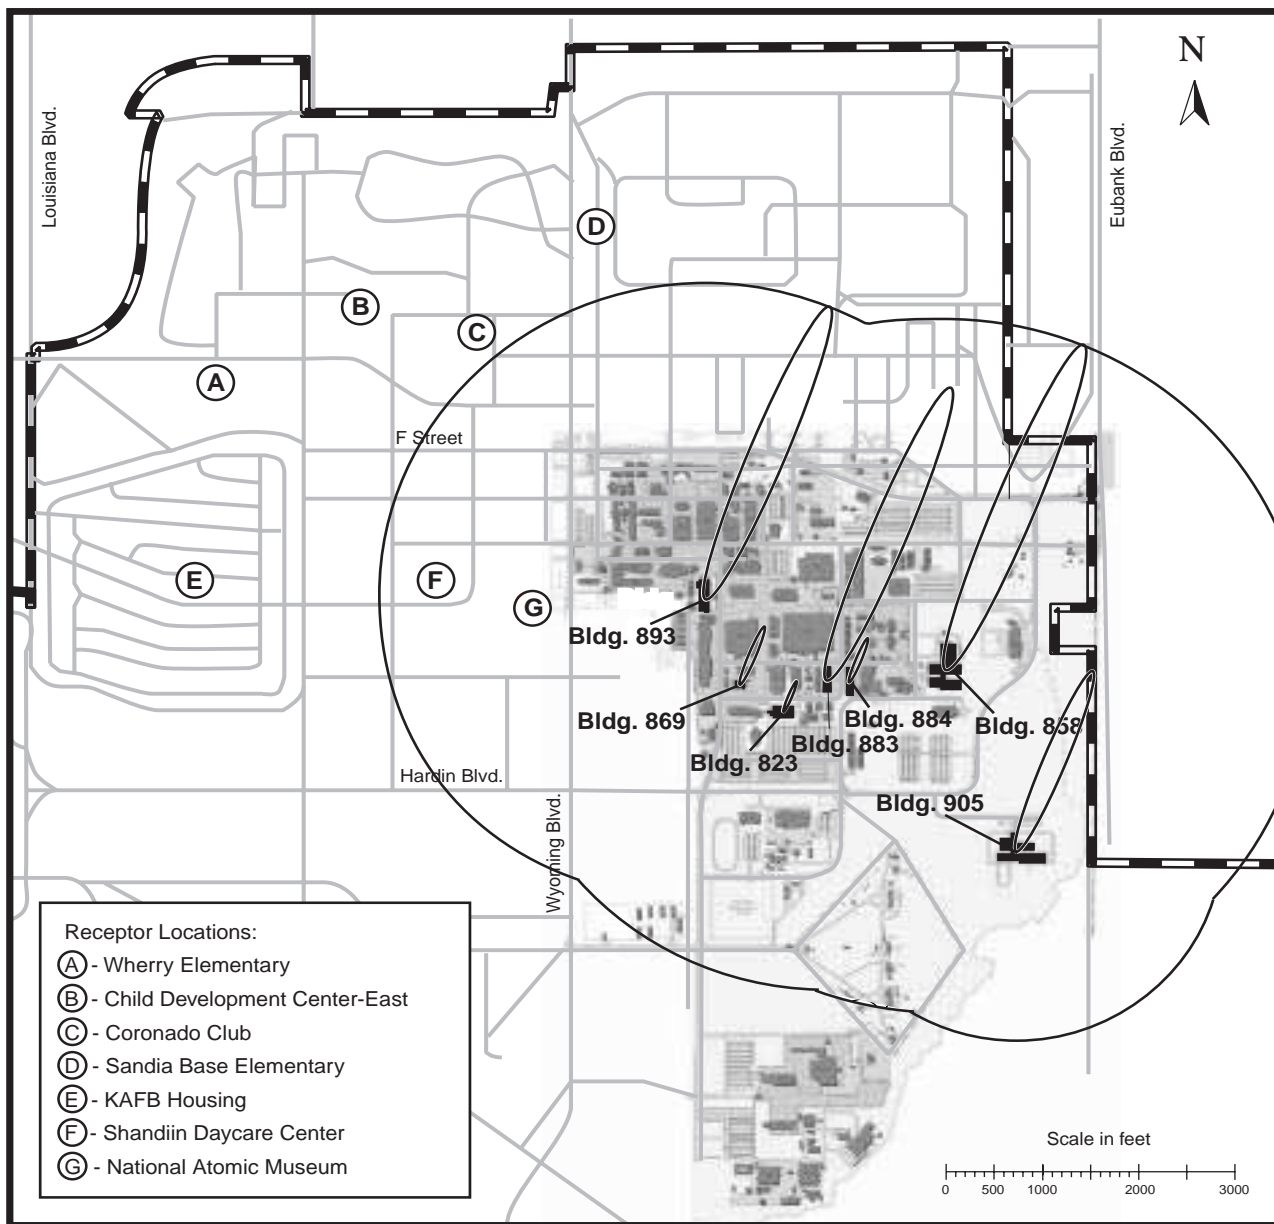 N
Louisiana Blvd.
Eubank Blvd.
D
B
C
A
F Street
E
F
G
Bldg. 893
Bldg. 869
Bldg. 884
Bldg. 858
Bldg. 883
Bldg. 823
Hardin Blvd.
Bldg. 905
Wyoming Blvd.
Receptor Locations:
A - Wherry Elementary
B - Child Development Center-East
C - Coronado Club
D - Sandia Base Elementary
E - KAFB Housing
F - Shandiin Daycare Center
G - National Atomic Museum
Scale in feet
0 500 1000 2000 3000